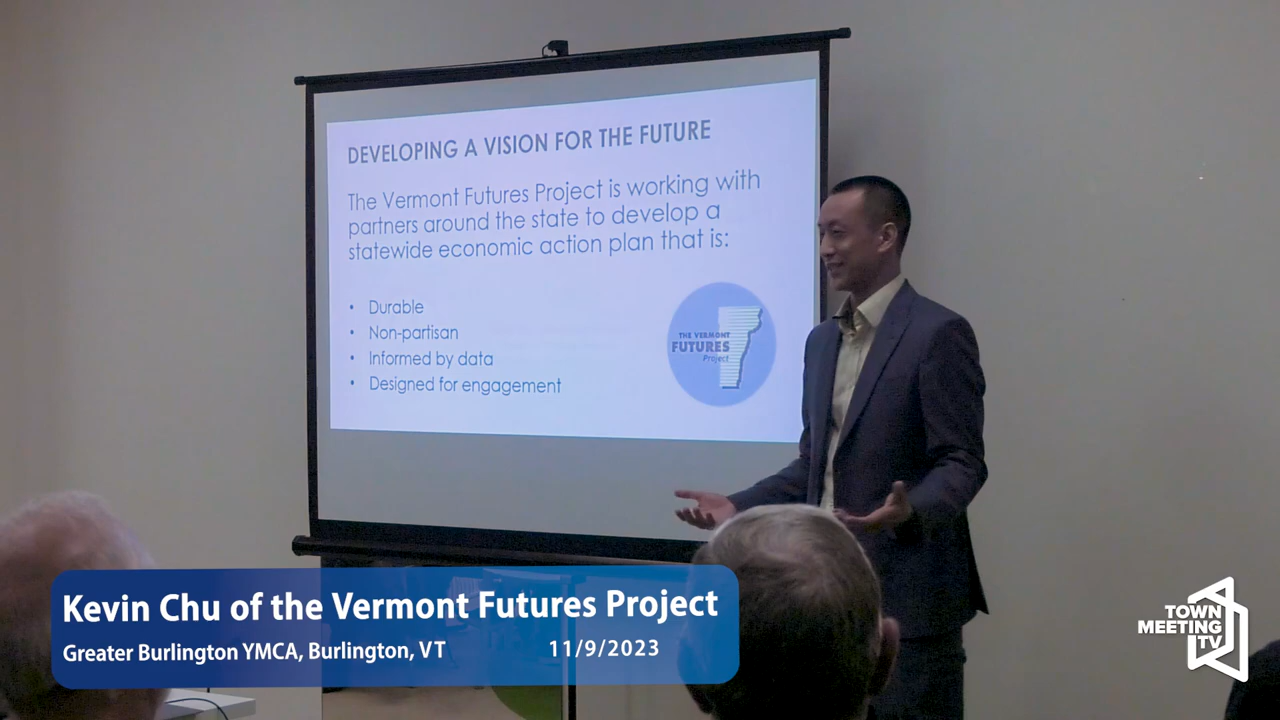 DEVELOPING A VISION FOR THE FUTURE
The Vermont Futures Project is working with
partners around the state to develop a
statewide economic action plan that is:
• Durable
• Non-partisan
• Informed by data
• Designed for engagement
THE VERMONT
FUTURES
Project
Kevin Chu of the Vermont Futures Project
Greater Burlington YMCA, Burlington, VT 11/9/2023
TOWN
MEETING
TV